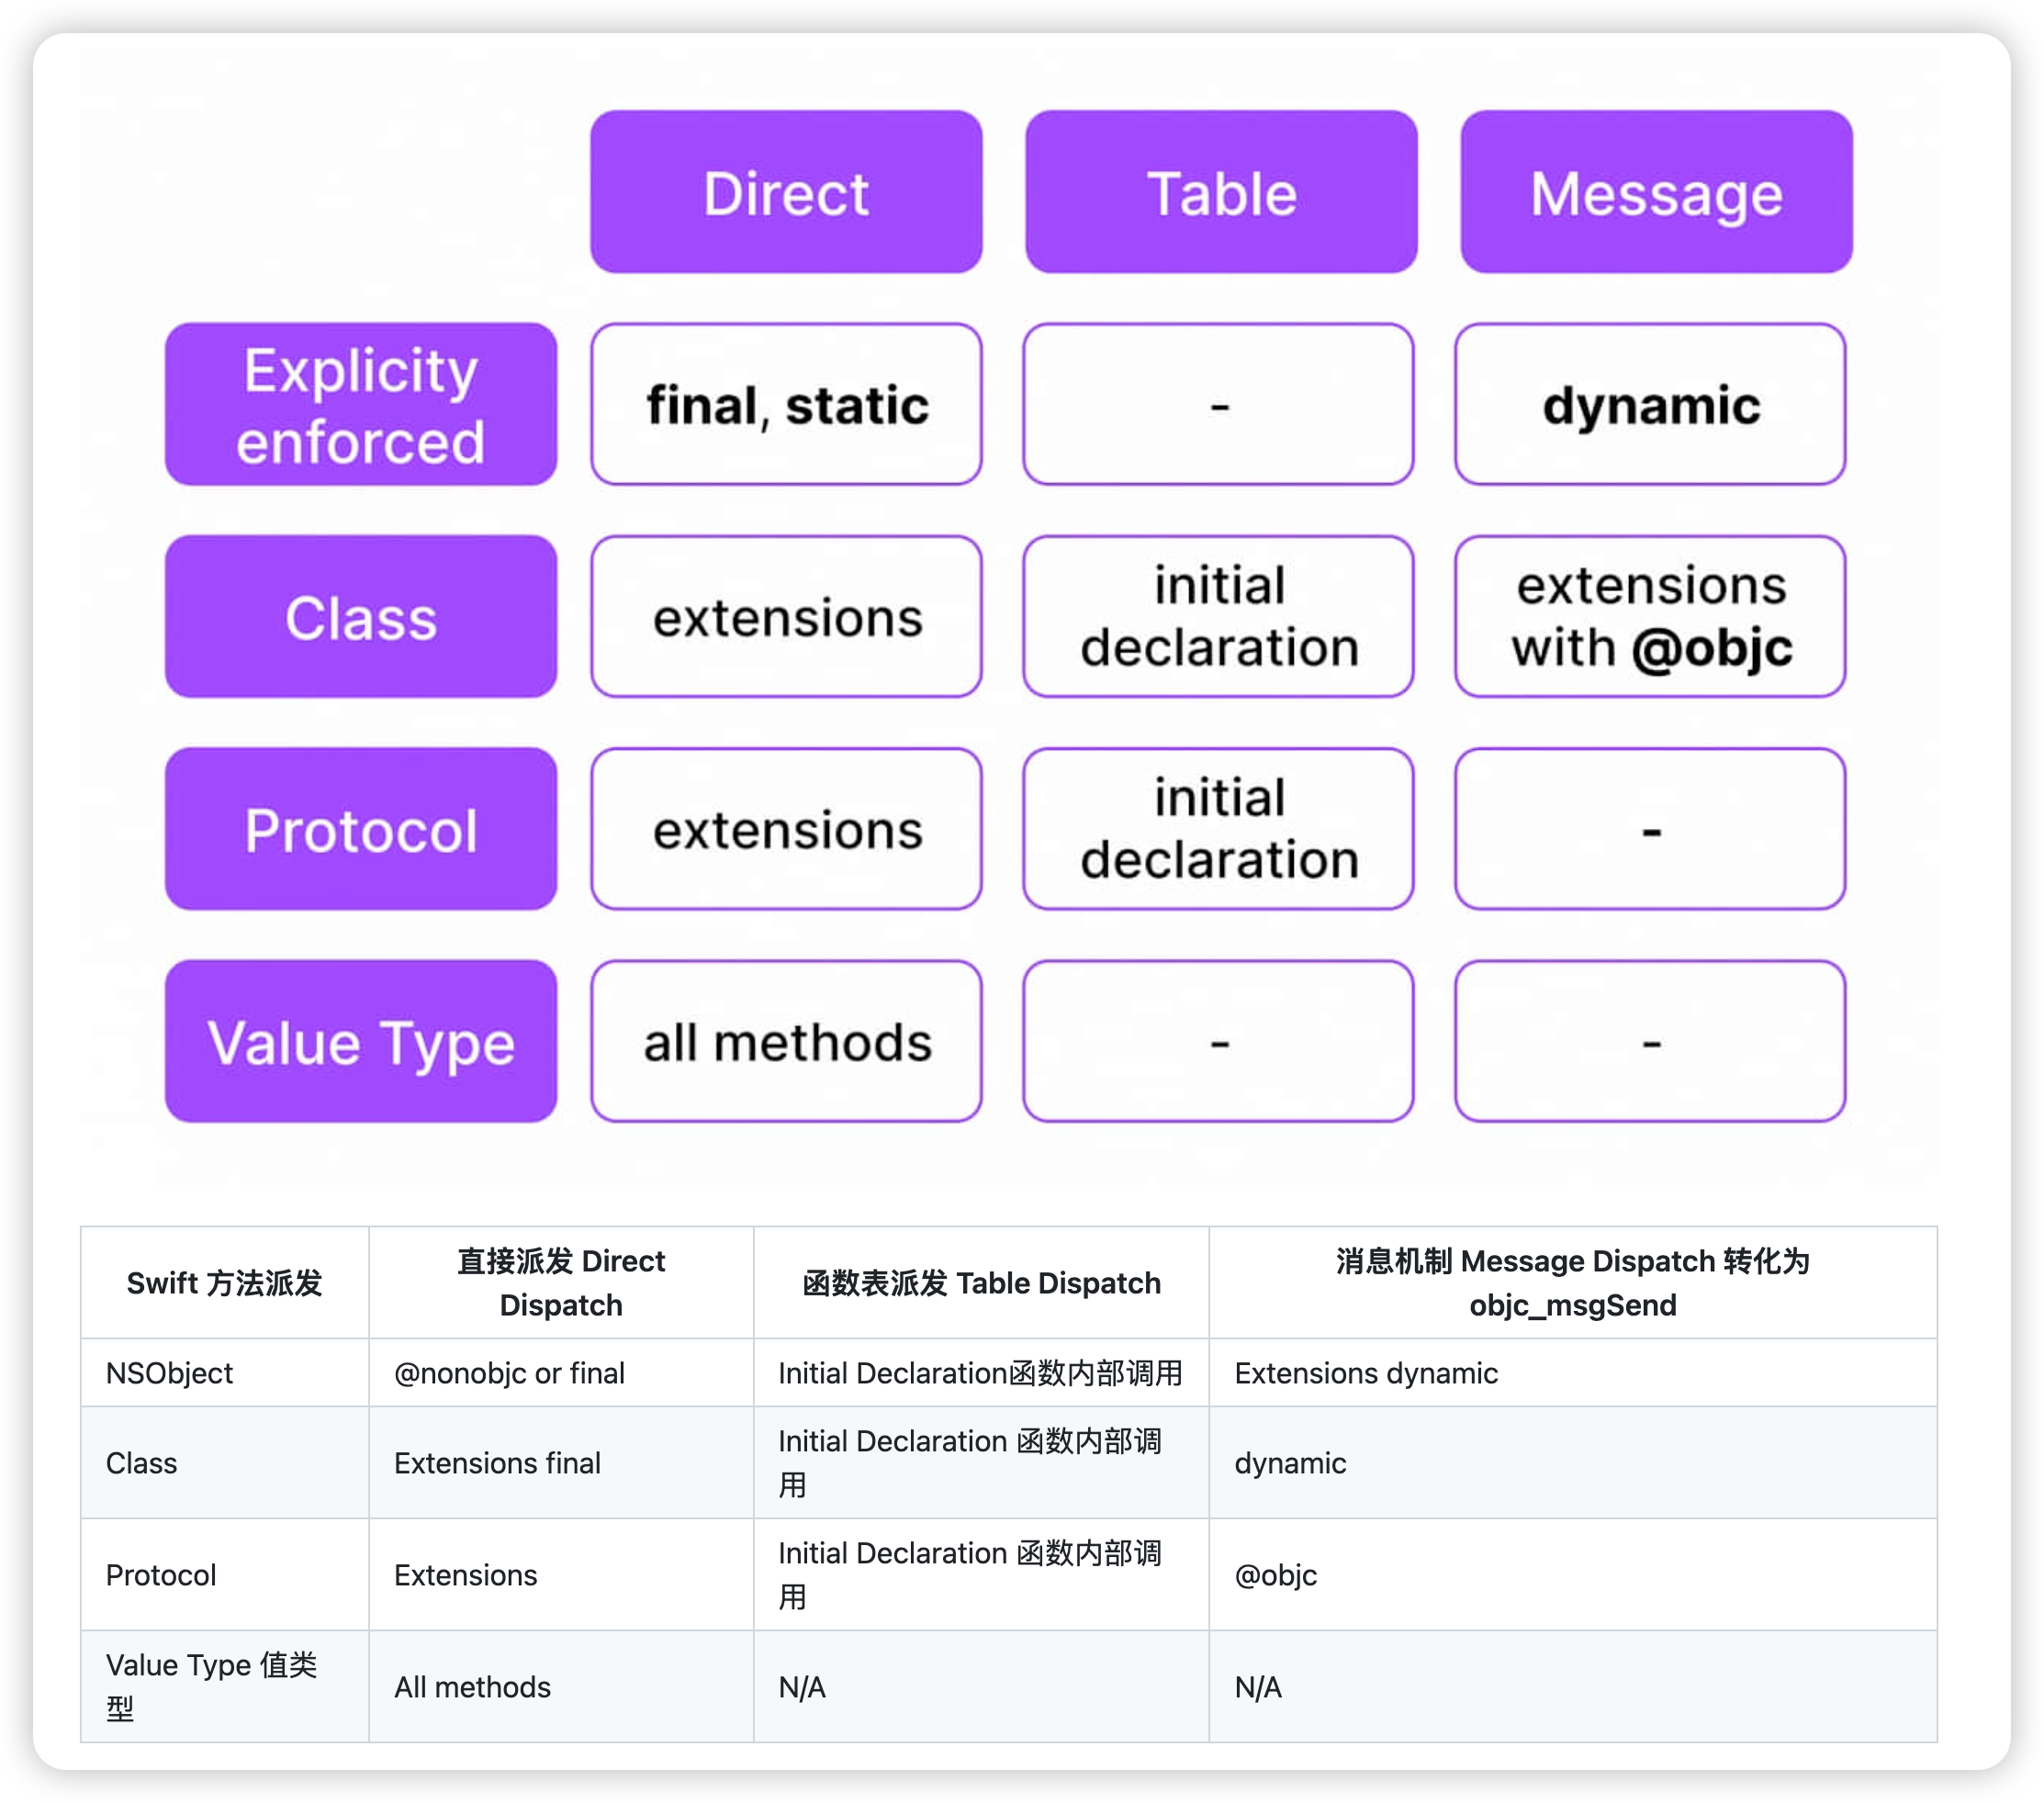 Direct
Table
Message
Explicity
enforced
final, static
-
dynamic
Class
extensions
initial
declaration
extensions
with @objc
Protocol
extensions
initial
declaration
-
Value Type
all methods
-
-
Swift 方法派发
直接派发 Direct
Dispatch
函数表派发 Table Dispatch
消息机制 Message Dispatch 转化为
objc_msgSend
NSObject
@nonobjc or final
Initial Declaration函数内部调用
Extensions dynamic
Class
Extensions final
Initial Declaration 函数内部调
用
dynamic
Protocol
Extensions
Initial Declaration 函数内部调
用
@objc
Value Type 值类
型
All methods
N/A
N/A